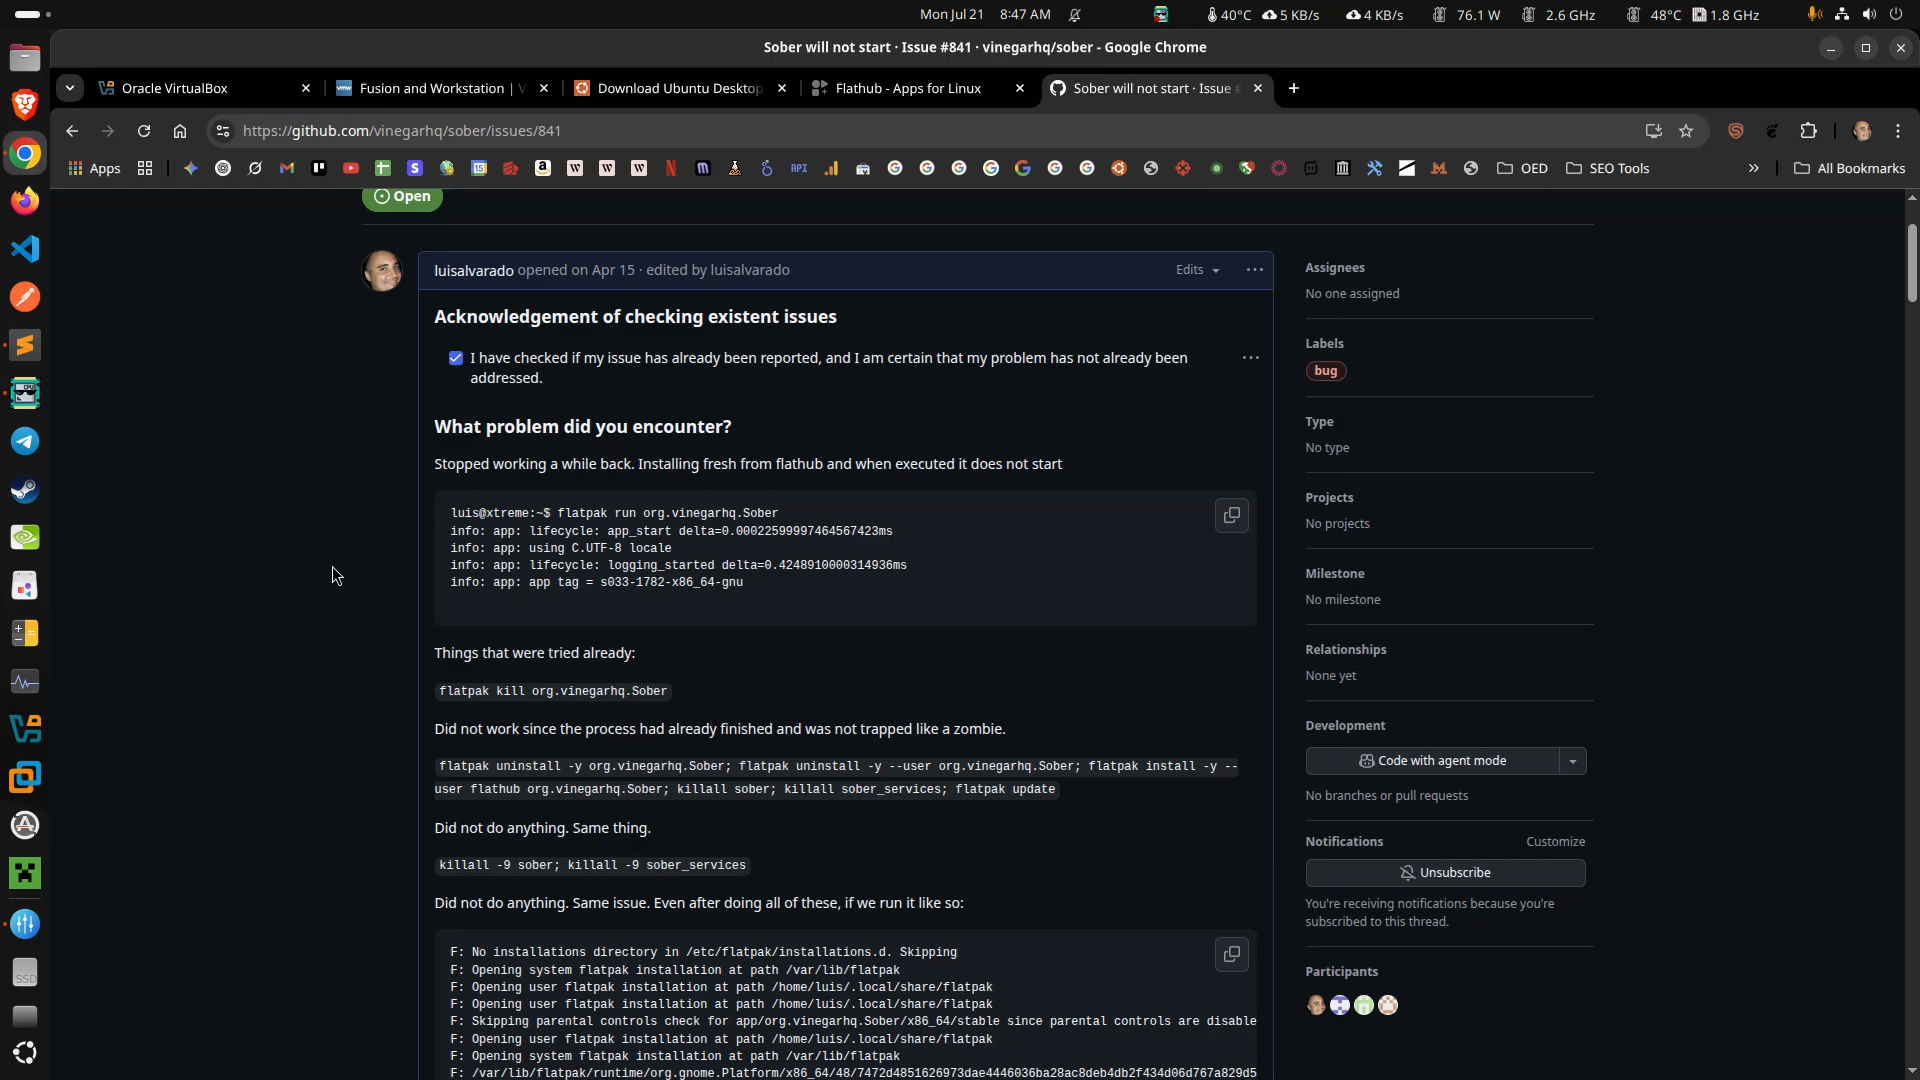 Mon Jul 21 8:47 AM
40°C 5 KB/s 4 KB/s 76.1 W 2.6 GHz 48°C 1.8 GHz
Sober will not start · Issue #841 · vinegarhq/sober - Google Chrome
Oracle VirtualBox
Fusion and Workstation | V
Download Ubuntu Desktop
Flathub - Apps for Linux
Sober will not start · Issue #
https://github.com/vinegarhq/sober/issues/841
Apps
API
OED
SEO Tools
All Bookmarks
Open
luisalvarado opened on Apr 15 · edited by luisalvarado
Edits
Acknowledgement of checking existent issues
I have checked if my issue has already been reported, and I am certain that my problem has not already been
addressed.
What problem did you encounter?
Stopped working a while back. Installing fresh from flathub and when executed it does not start
luis@xtreme:~$ flatpak run org.vinegarhq.Sober
info: app: lifecycle: app_start delta=0.00022599997464567423ms
info: app: using C.UTF-8 locale
info: app: lifecycle: logging_started delta=0.4248910000314936ms
info: app: app tag = s033-1782-x86_64-gnu
Things that were tried already:
flatpak kill org.vinegarhq.Sober
Did not work since the process had already finished and was not trapped like a zombie.
flatpak uninstall -y org.vinegarhq.Sober; flatpak uninstall -y --user org.vinegarhq.Sober; flatpak install -y --
user flathub org.vinegarhq.Sober; killall sober; killall sober_services; flatpak update
Did not do anything. Same thing.
killall -9 sober; killall -9 sober_services
Did not do anything. Same issue. Even after doing all of these, if we run it like so:
F: No installations directory in /etc/flatpak/installations.d. Skipping
F: Opening system flatpak installation at path /var/lib/flatpak
F: Opening user flatpak installation at path /home/luis/.local/share/flatpak
F: Opening user flatpak installation at path /home/luis/.local/share/flatpak
F: Skipping parental controls check for app/org.vinegarhq.Sober/x86_64/stable since parental controls are disable
F: Opening user flatpak installation at path /home/luis/.local/share/flatpak
F: Opening system flatpak installation at path /var/lib/flatpak
F: /var/lib/flatpak/runtime/org.gnome.Platform/x86_64/48/7472d4851626973dae4446036ba28ac8deb4db2f434d06d767a829d5
Assignees
No one assigned
Labels
bug
Type
No type
Projects
No projects
Milestone
No milestone
Relationships
None yet
Development
Code with agent mode
No branches or pull requests
Notifications
Customize
Unsubscribe
You're receiving notifications because you're
subscribed to this thread.
Participants